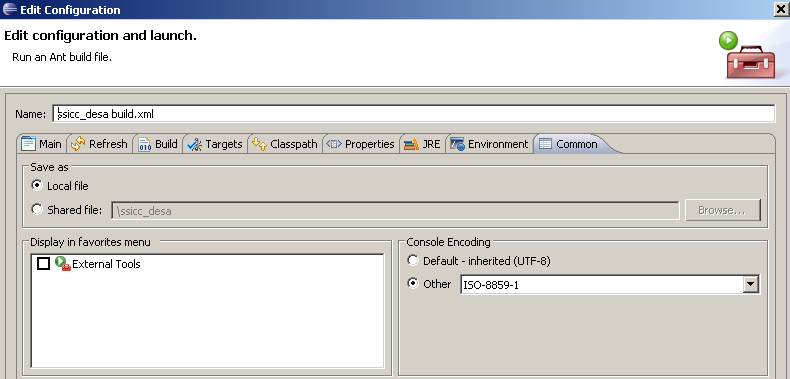 Edit Configuration
Edit configuration and launch.
Run an Ant build file.
Name: ssicc_desa build.xml
Main Refresh Build Targets Classpath Properties JRE Environment Common
Save as
Local file
Shared file: \ssicc_desa Browse...
Display in favorites menu
External Tools
Console Encoding
Default - inherited (UTF-8)
Other ISO-8859-1